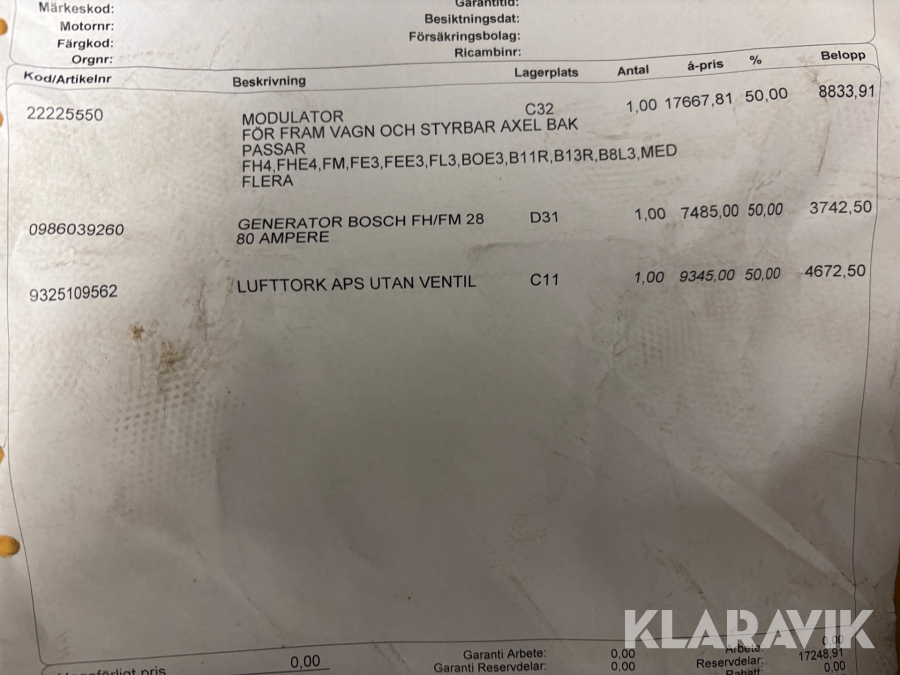 Märkeskod:
Motornr:
Färgkod:
Orgnr:
Garantitid:
Besiktningsdat:
Försäkringsbolag:
Ricambinr:
Kod/Artikelnr Beskrivning Lagerplats Antal á-pris % Belopp
22225550 MODULATOR C32 1,00 17667,81 50,00 8833,91
FÖR FRAM VAGN OCH STYRBAR AXEL BAK
PASSAR
FH4,FHE4,FM,FE3,FEE3,FL3,BOE3,B11R,B13R,B8L3,MED
FLERA
0986039260 GENERATOR BOSCH FH/FM 28 D31 1,00 7485,00 50,00 3742,50
80 AMPERE
9325109562 LUFTTORK APS UTAN VENTIL C11 1,00 9345,00 50,00 4672,50
pris 0,00
Garanti Arbete: 0,00
Garanti Reservdelar: 0,00
Arbete: 0,00
Reservdelar: 17248,91
Rabatt: 0,00
KLARAVIK